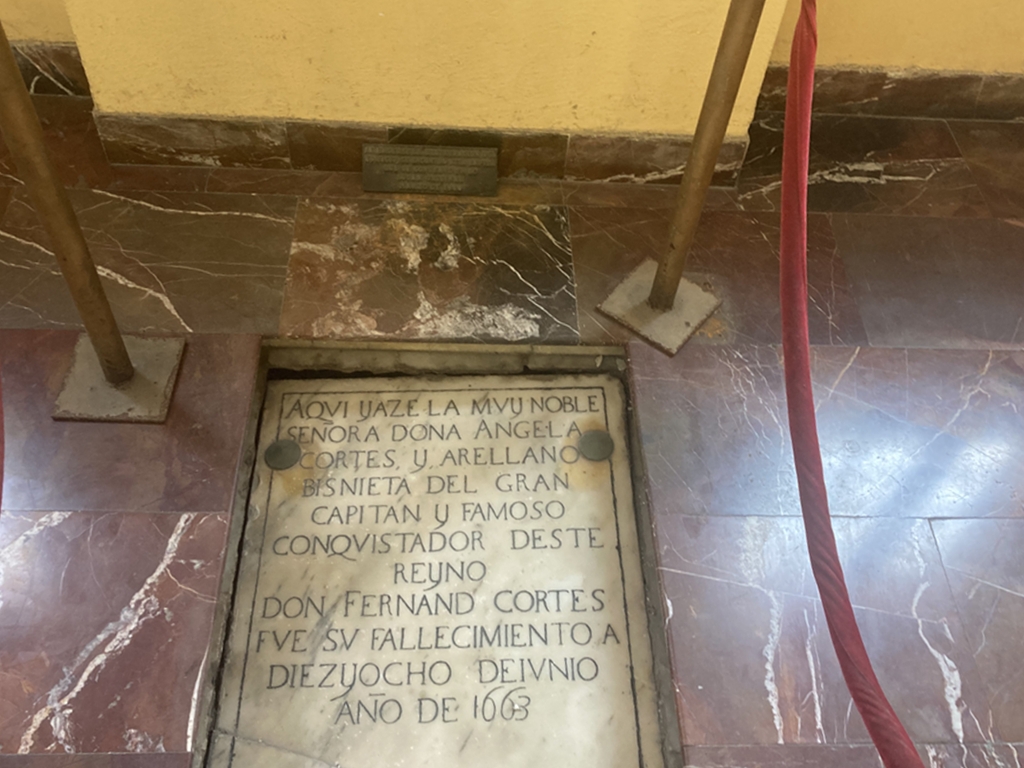 AQVI YAZE LA MVY NOBLE
SEÑORA DOÑA ANGELA
CORTES, Y ARELLANO
BISNIETA DEL GRAN
CAPITAN Y FAMOSO
CONQVISTADOR DESTE
REYNO
DON FERNAND CORTES
FVE SV FALLECIMIENTO A
DIEZYOCHO DEIVNIO
AÑO DE 1663